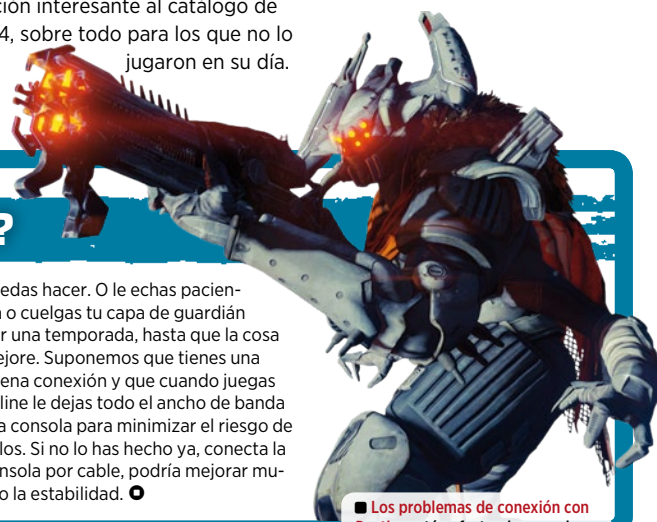 ción interesante al catálogo de
4, sobre todo para los que no lo
jugaron en su día.
?
edas hacer. O le echas pacien-
o cuelgas tu capa de guardián
r una temporada, hasta que la cosa
ejore. Suponemos que tienes una
ena conexión y que cuando juegas
line le dejas todo el ancho de banda
a consola para minimizar el riesgo de
los. Si no lo has hecho ya, conecta la
nsola por cable, podría mejorar mu-
o la estabilidad.
Los problemas de conexión con